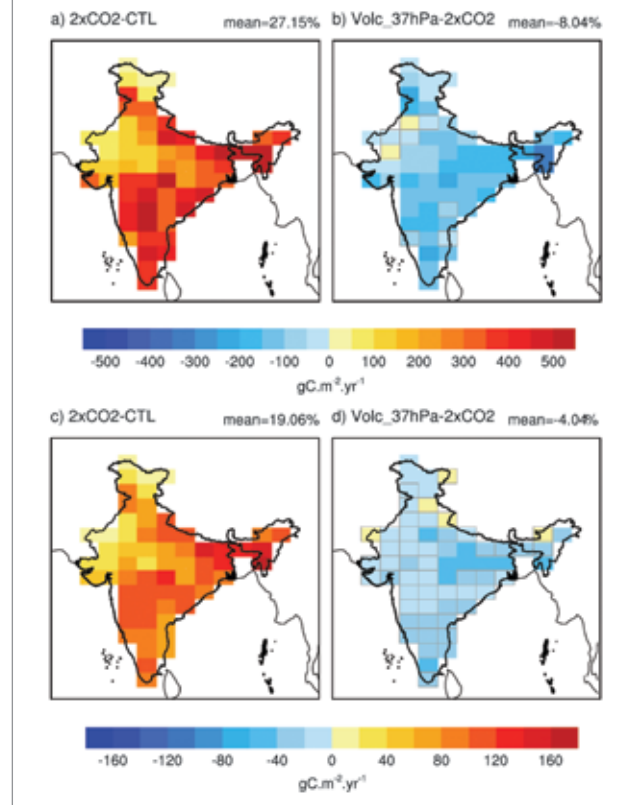 a) 2xCO2-CTL mean=27.15% b) Volc_37hPa-2xCO2 mean=-8.04%
-500 -400 -300 -200 -100 0 100 200 300 400 500
gC.m⁻².yr⁻¹
c) 2xCO2-CTL mean=19.06% d) Volc_37hPa-2xCO2 mean=-4.04%
-160 -120 -80 -40 0 40 80 120 160
gC.m⁻².yr⁻¹